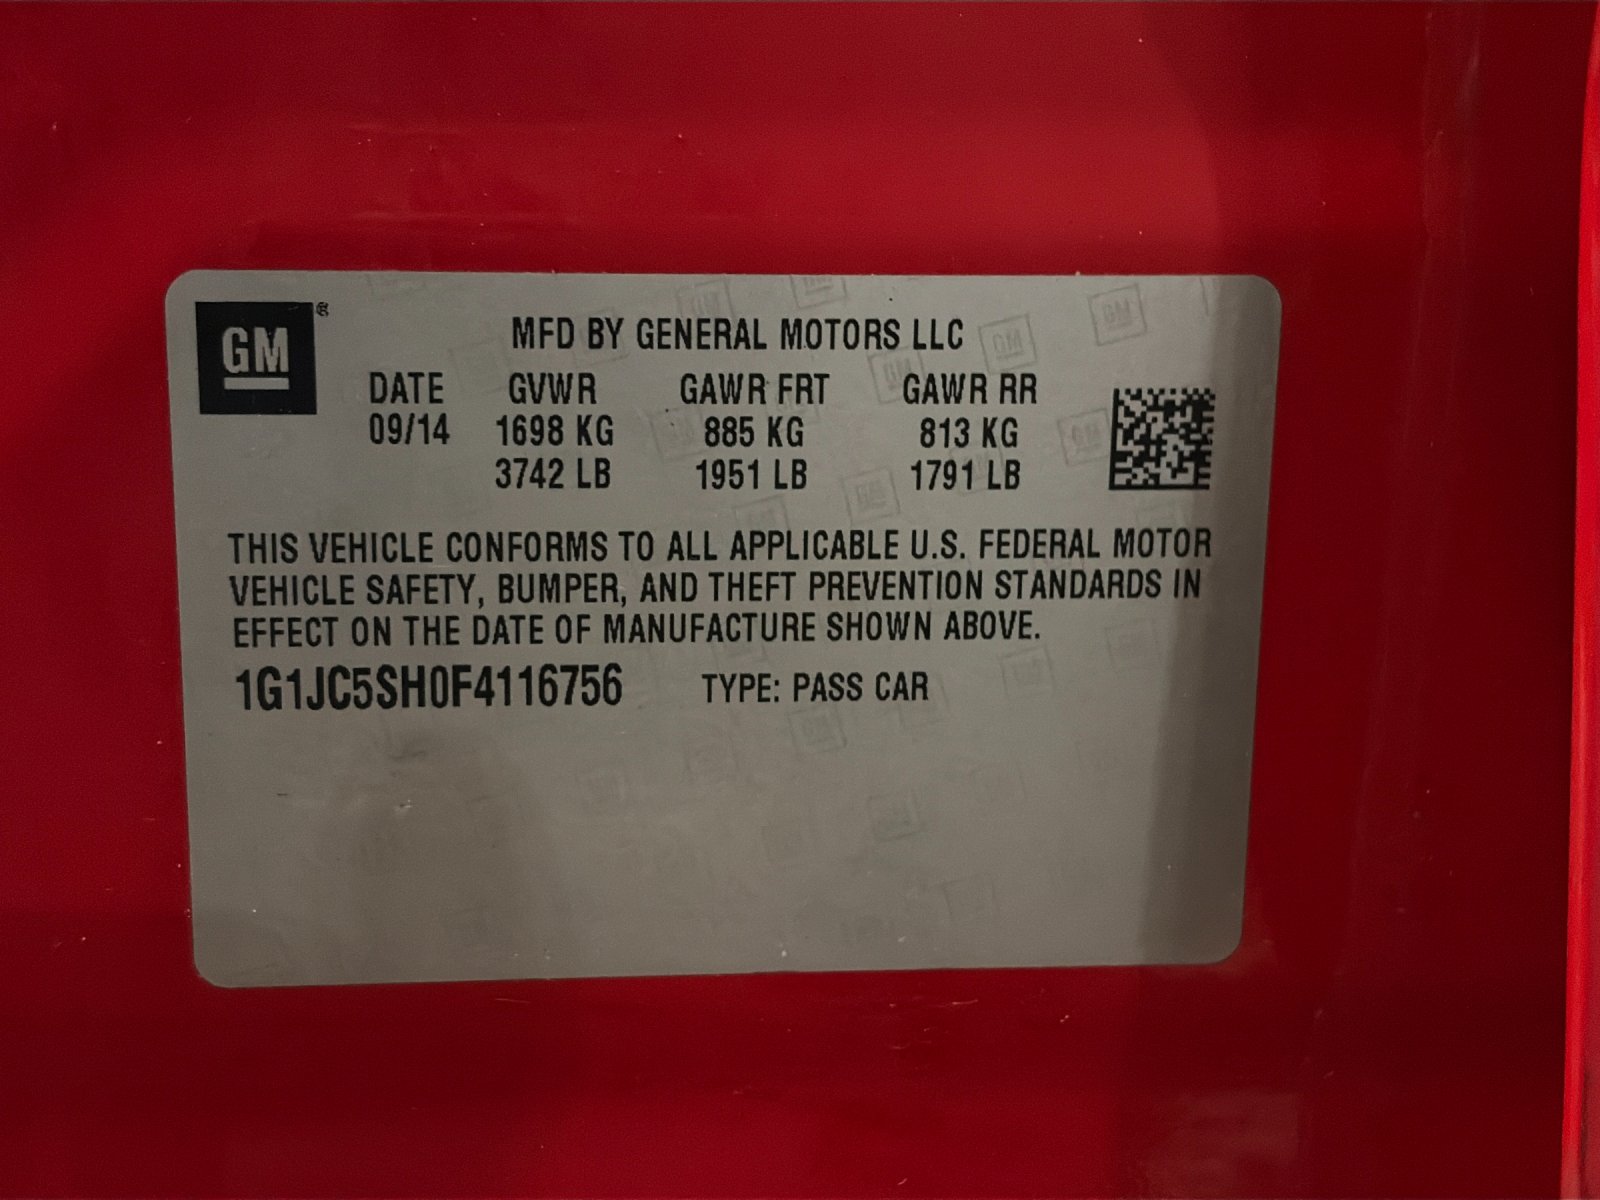 GM®
MFD BY GENERAL MOTORS LLC
DATE GVWR GAWR FRT GAWR RR
09/14 1698 KG 885 KG 813 KG
3742 LB 1951 LB 1791 LB
THIS VEHICLE CONFORMS TO ALL APPLICABLE U.S. FEDERAL MOTOR
VEHICLE SAFETY, BUMPER, AND THEFT PREVENTION STANDARDS IN
EFFECT ON THE DATE OF MANUFACTURE SHOWN ABOVE.
1G1JC5SH0F4116756 TYPE: PASS CAR